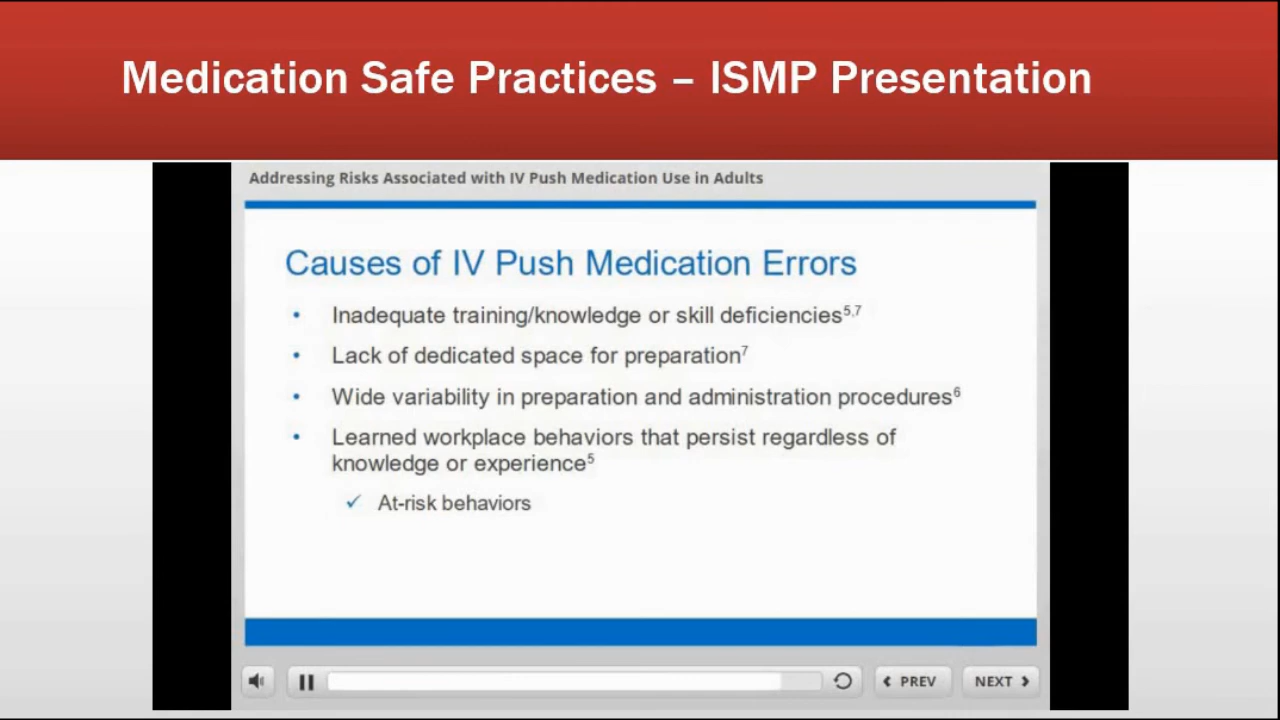 Medication Safe Practices – ISMP Presentation
Addressing Risks Associated with IV Push Medication Use in Adults
Causes of IV Push Medication Errors
• Inadequate training/knowledge or skill deficiencies5,7
• Lack of dedicated space for preparation7
• Wide variability in preparation and administration procedures6
• Learned workplace behaviors that persist regardless of
knowledge or experience5
✓ At-risk behaviors
PREV NEXT